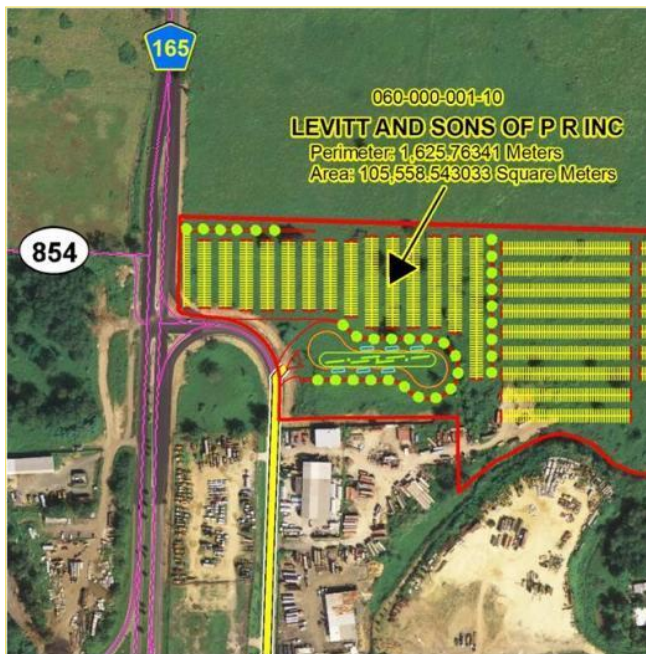 165
060-000-001-10
LEVITT AND SONS OF P R INC
Perimeter: 1,625.76341 Meters
Area: 105,558.543033 Square Meters
854